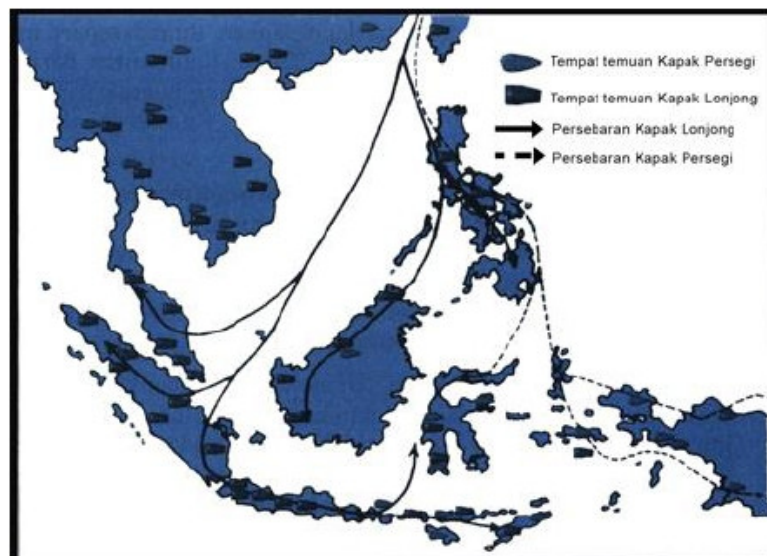 Tempat temuan Kapak Persegi
Tempat temuan Kapak Lonjong
Persebaran Kapak Lonjong
Persebaran Kapak Persegi